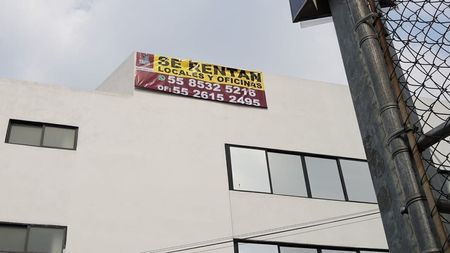 SE RENTAN
LOCALES Y OFICINAS
55 8532 5216
OF: 55 2615 2495